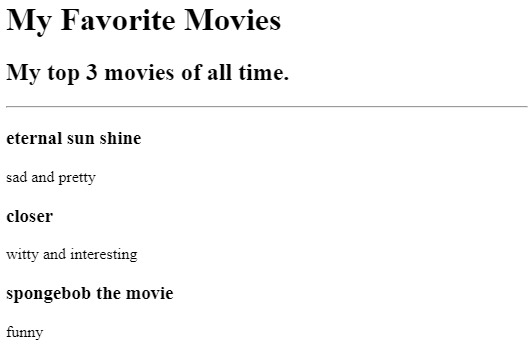 My Favorite Movies
My top 3 movies of all time.
eternal sun shine
sad and pretty
closer
witty and interesting
spongebob the movie
funny